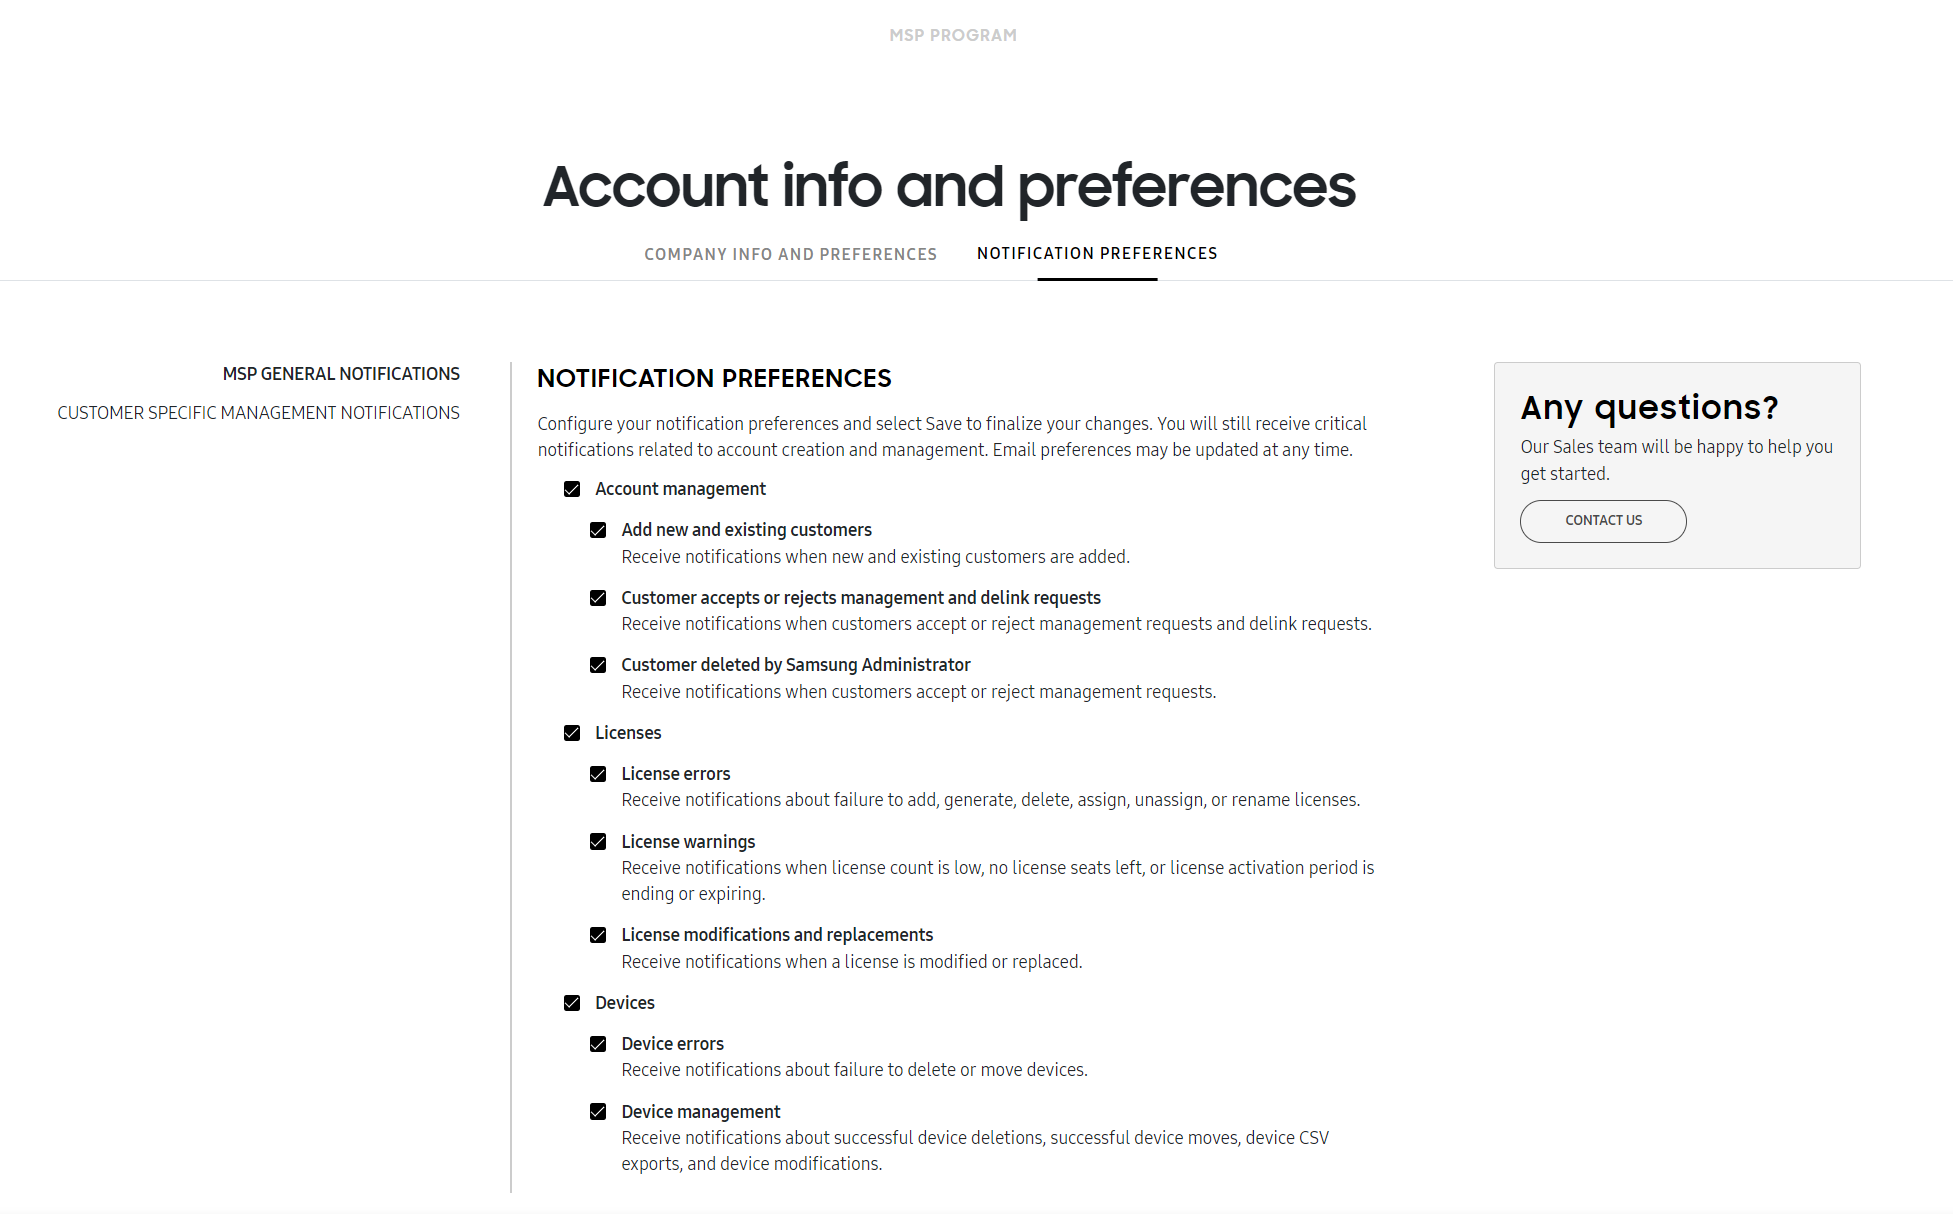 MSP PROGRAM
Account info and preferences
COMPANY INFO AND PREFERENCES
NOTIFICATION PREFERENCES
MSP GENERAL NOTIFICATIONS
CUSTOMER SPECIFIC MANAGEMENT NOTIFICATIONS
NOTIFICATION PREFERENCES
Configure your notification preferences and select Save to finalize your changes. You will still receive critical
notifications related to account creation and management. Email preferences may be updated at any time.
Account management
Add new and existing customers
Receive notifications when new and existing customers are added.
Customer accepts or rejects management and delink requests
Receive notifications when customers accept or reject management requests and delink requests.
Customer deleted by Samsung Administrator
Receive notifications when customers accept or reject management requests.
Licenses
License errors
Receive notifications about failure to add, generate, delete, assign, unassign, or rename licenses.
License warnings
Receive notifications when license count is low, no license seats left, or license activation period is
ending or expiring.
License modifications and replacements
Receive notifications when a license is modified or replaced.
Devices
Device errors
Receive notifications about failure to delete or move devices.
Device management
Receive notifications about successful device deletions, successful device moves, device CSV
exports, and device modifications.
Any questions?
Our Sales team will be happy to help you
get started.
CONTACT US